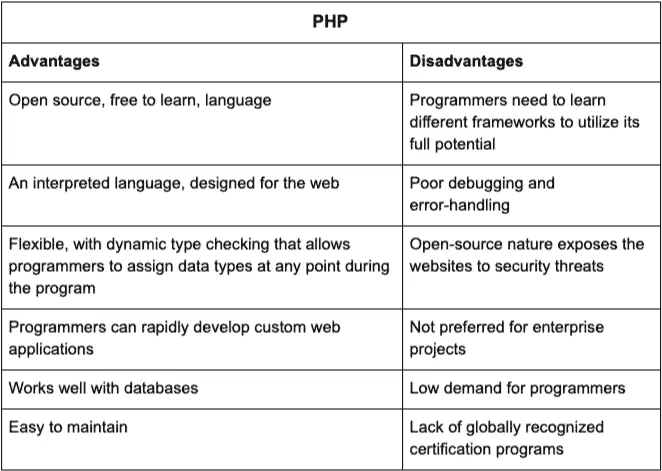 PHP
Advantages
Disadvantages
Open source, free to learn, language
Programmers need to learn
different frameworks to utilize its
full potential
An interpreted language, designed for the web
Poor debugging and
error-handling
Flexible, with dynamic type checking that allows
programmers to assign data types at any point during
the program
Open-source nature exposes the
websites to security threats
Programmers can rapidly develop custom web
applications
Not preferred for enterprise
projects
Works well with databases
Low demand for programmers
Easy to maintain
Lack of globally recognized
certification programs